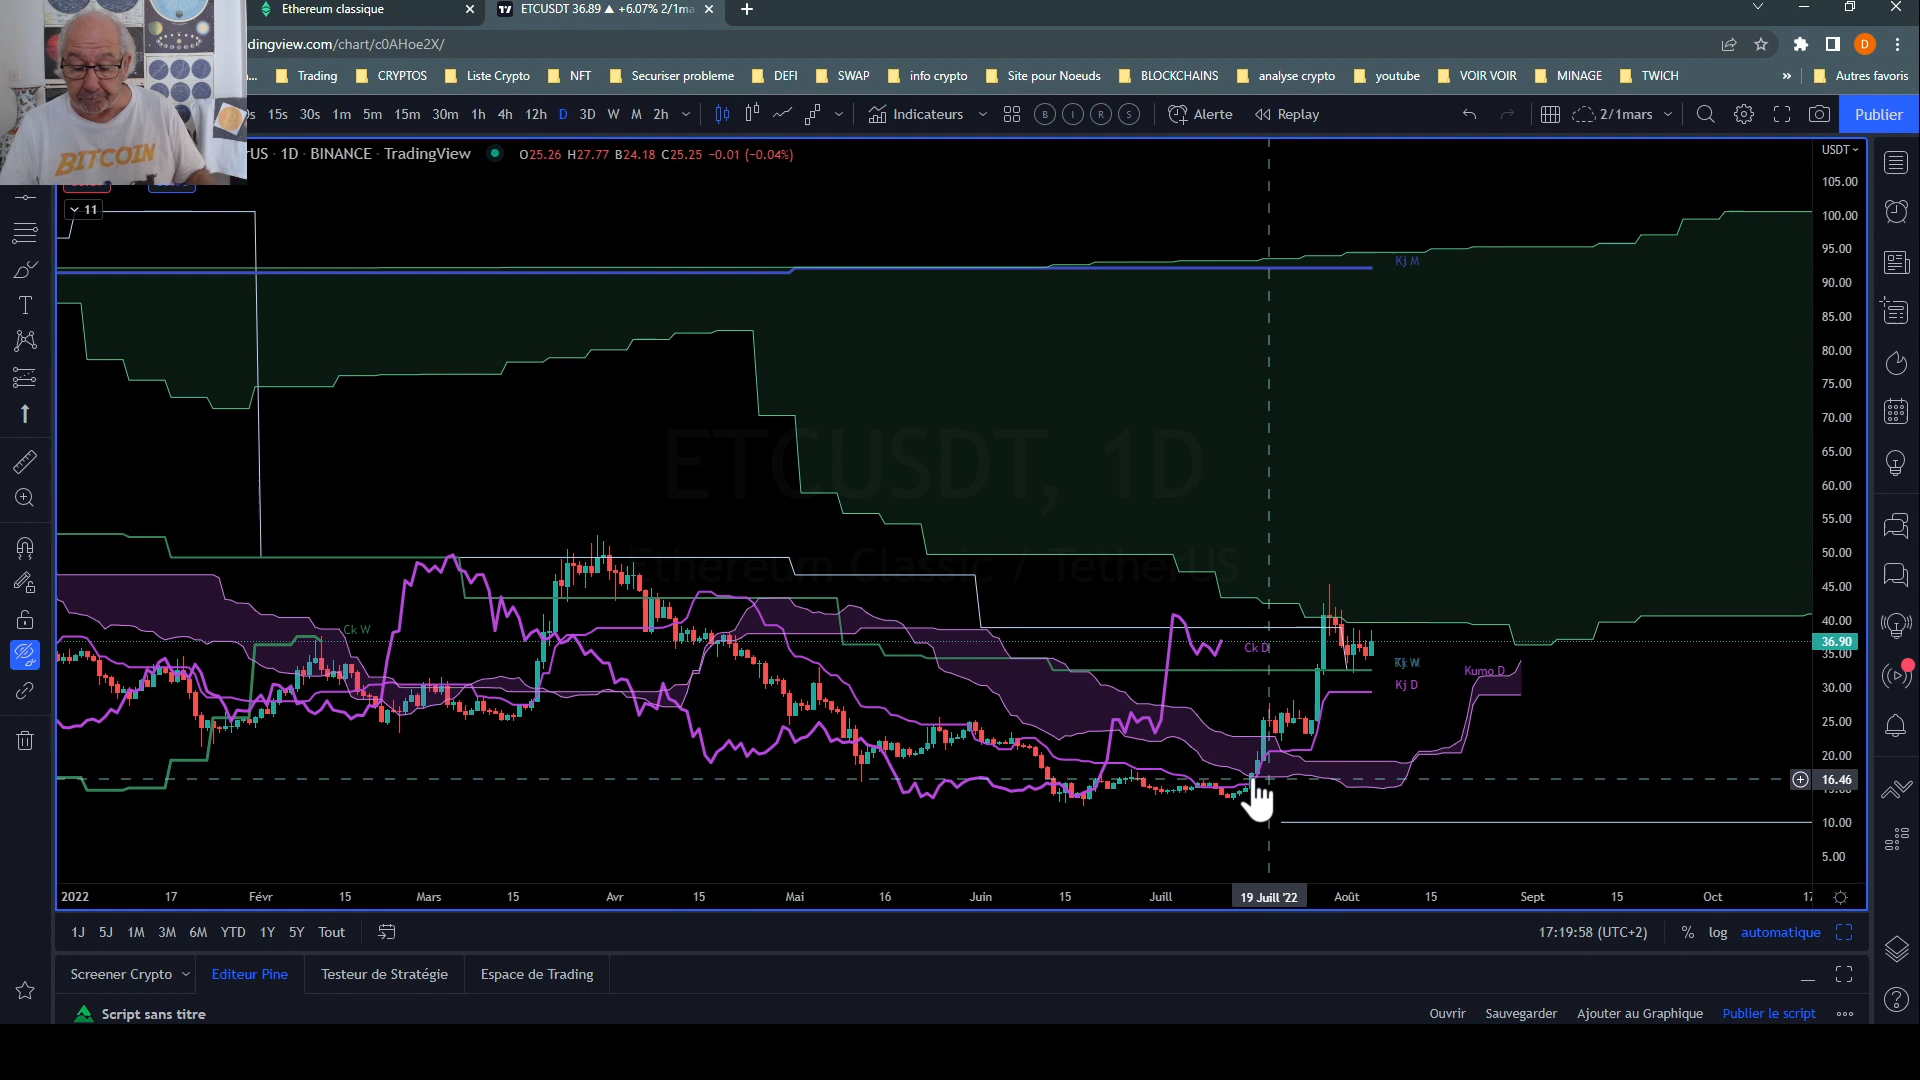 Ethereum classique
ETCUSDT 36.89 ▲ +6.07% 2/1ma
dingview.com/chart/c0AHoe2X/
Trading
CRYPTOS
Liste Crypto
NFT
Securiser probleme
DEFI
SWAP
info crypto
Site pour Noeuds
BLOCKCHAINS
analyse crypto
youtube
VOIR VOIR
MINAGE
TWICH
»
Autres favoris
15s 30s 1m 5m 15m 30m 1h 4h 12h D 3D W M 2h
Indicateurs
B I R S
Alerte
Replay
2/1mars
Publier
BITCOIN
rUS · 1D · BINANCE · TradingView
O25.26 H27.77 B24.18 C25.25 −0.01 (−0.04%)
USDT
11
105.00
100.00
95.00
90.00
85.00
80.00
75.00
70.00
65.00
60.00
55.00
50.00
45.00
40.00
36.90
35.00
30.00
25.00
20.00
16.46
10.00
5.00
Kj M
ETCUSDT, 1D
Ethereum Classic / TetherUS
Ck W
Ck D
Kj W
Kj D
Kumo D
2022 17 Févr 15 Mars 15 Avr 15 Mai 16 Juin 15 Juill 19 Juill '22 Août 15 Sept 15 Oct 17
1J 5J 1M 3M 6M YTD 1Y 5Y Tout
17:19:58 (UTC+2)
% log automatique
Screener Crypto
Editeur Pine
Testeur de Stratégie
Espace de Trading
Script sans titre
Ouvrir
Sauvegarder
Ajouter au Graphique
Publier le script